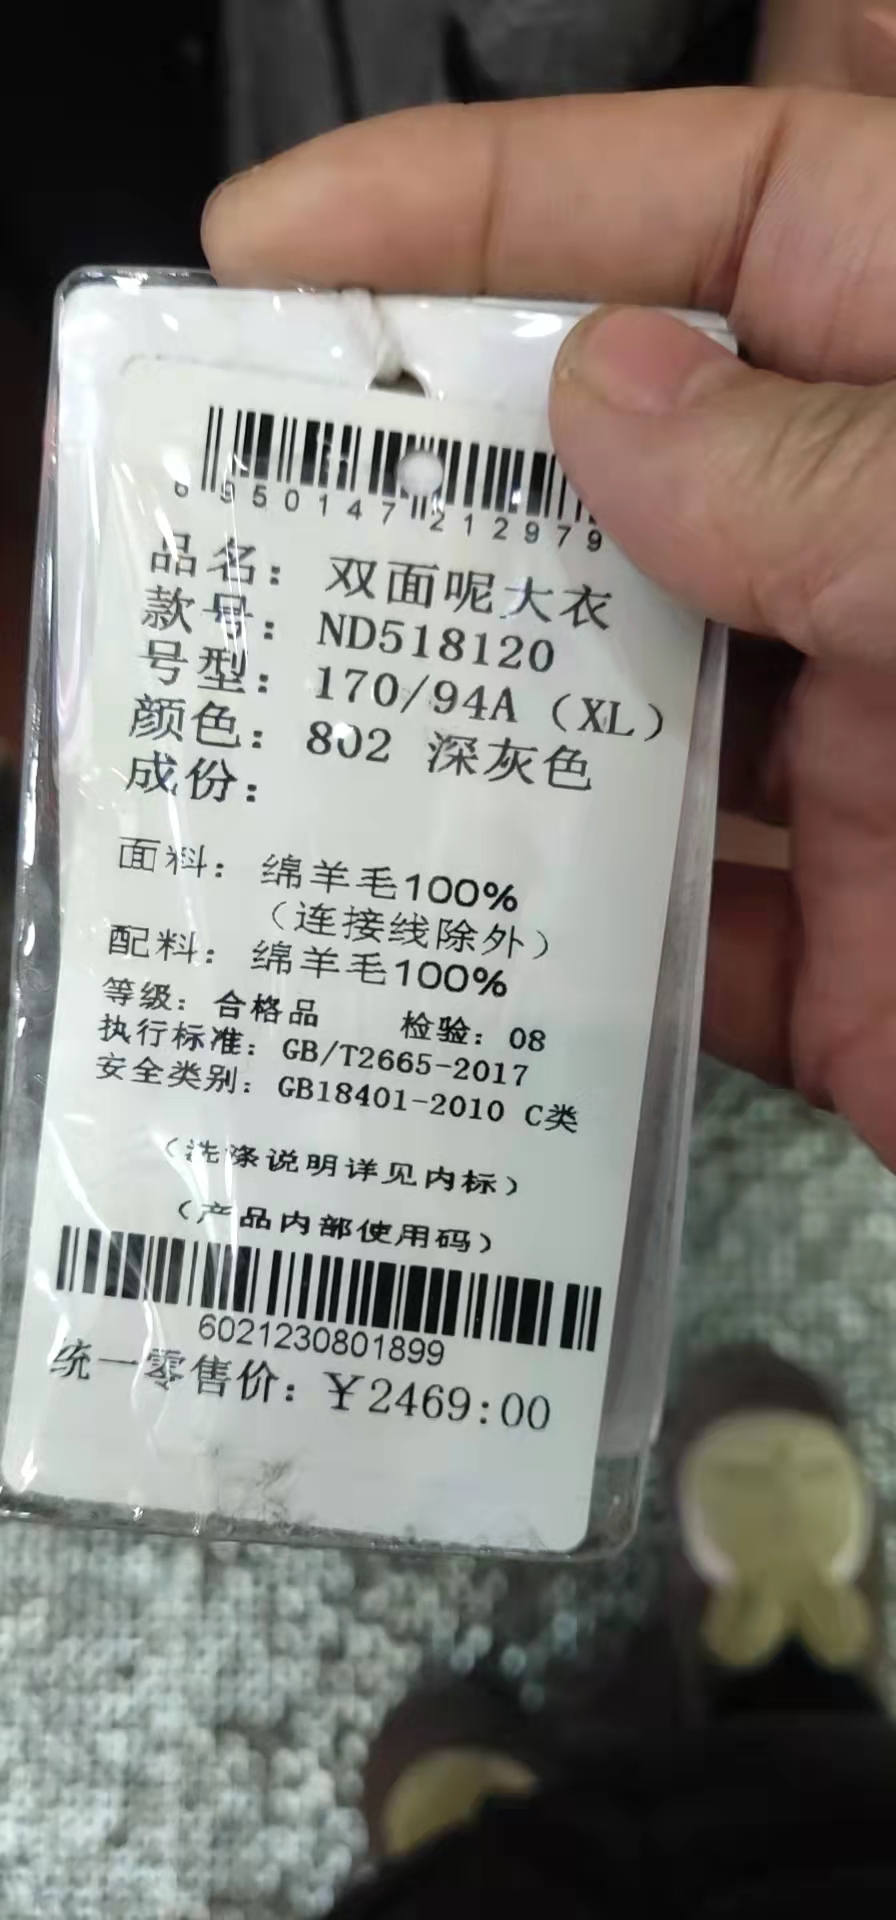 6950147212979
品名：双面呢大衣
款号：ND518120
号型：170/94A（XL）
颜色：802 深灰色
成份：
面料：绵羊毛100%
（连接线除外）
配料：绵羊毛100%
等级：合格品 检验：08
执行标准：GB/T2665-2017
安全类别：GB18401-2010 C类
（洗涤说明详见内标）
（产品内部使用码）
6021230801899
统一零售价：¥2469:00